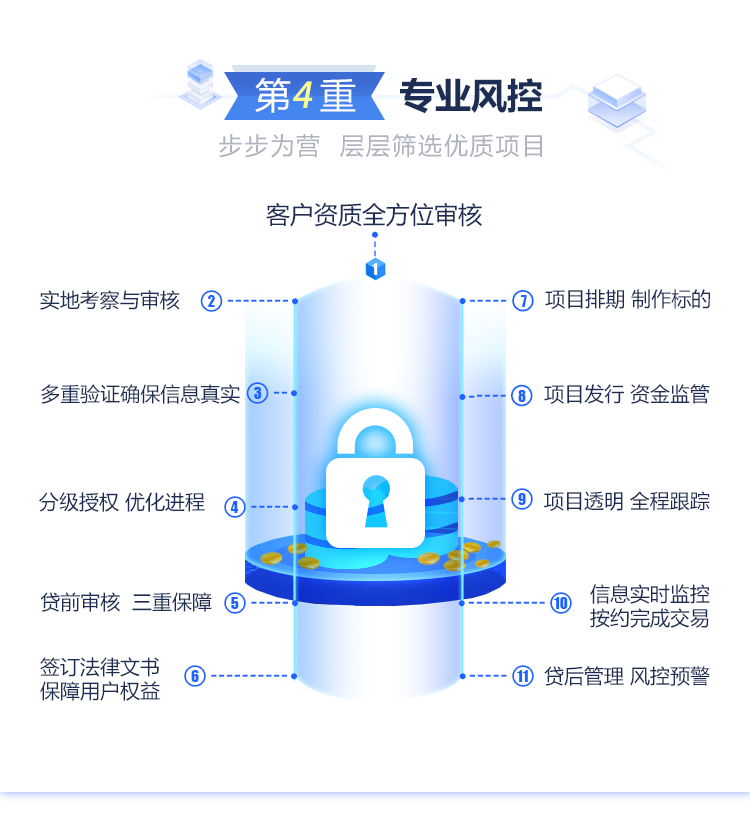 第4重 专业风控
步步为营 层层筛选优质项目
客户资质全方位审核
1
实地考察与审核 2
多重验证确保信息真实 3
分级授权 优化进程 4
贷前审核 三重保障 5
签订法律文书
保障用户权益 6
7 项目排期 制作标的
8 项目发行 资金监管
9 项目透明 全程跟踪
10 信息实时监控
按约完成交易
11 贷后管理 风控预警